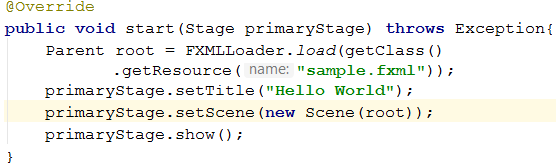 @Override
public void start(Stage primaryStage) throws Exception{
    Parent root = FXMLLoader.load(getClass()
            .getResource( name: "sample.fxml"));
    primaryStage.setTitle("Hello World");
    primaryStage.setScene(new Scene(root));
    primaryStage.show();
}